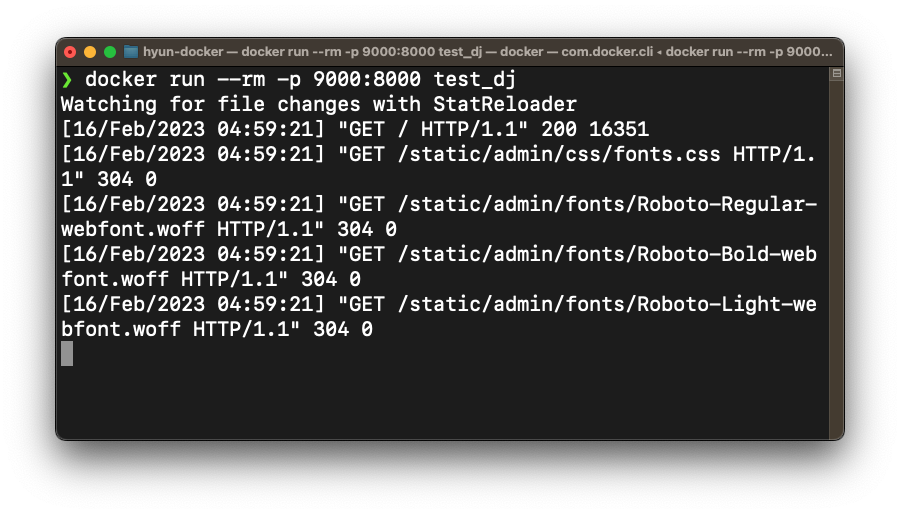 hyun-docker — docker run --rm -p 9000:8000 test_dj — docker — com.docker.cli ◂ docker run --rm -p 9000...
❯ docker run --rm -p 9000:8000 test_dj
Watching for file changes with StatReloader
[16/Feb/2023 04:59:21] "GET / HTTP/1.1" 200 16351
[16/Feb/2023 04:59:21] "GET /static/admin/css/fonts.css HTTP/1.
1" 304 0
[16/Feb/2023 04:59:21] "GET /static/admin/fonts/Roboto-Regular-
webfont.woff HTTP/1.1" 304 0
[16/Feb/2023 04:59:21] "GET /static/admin/fonts/Roboto-Bold-web
font.woff HTTP/1.1" 304 0
[16/Feb/2023 04:59:21] "GET /static/admin/fonts/Roboto-Light-we
bfont.woff HTTP/1.1" 304 0